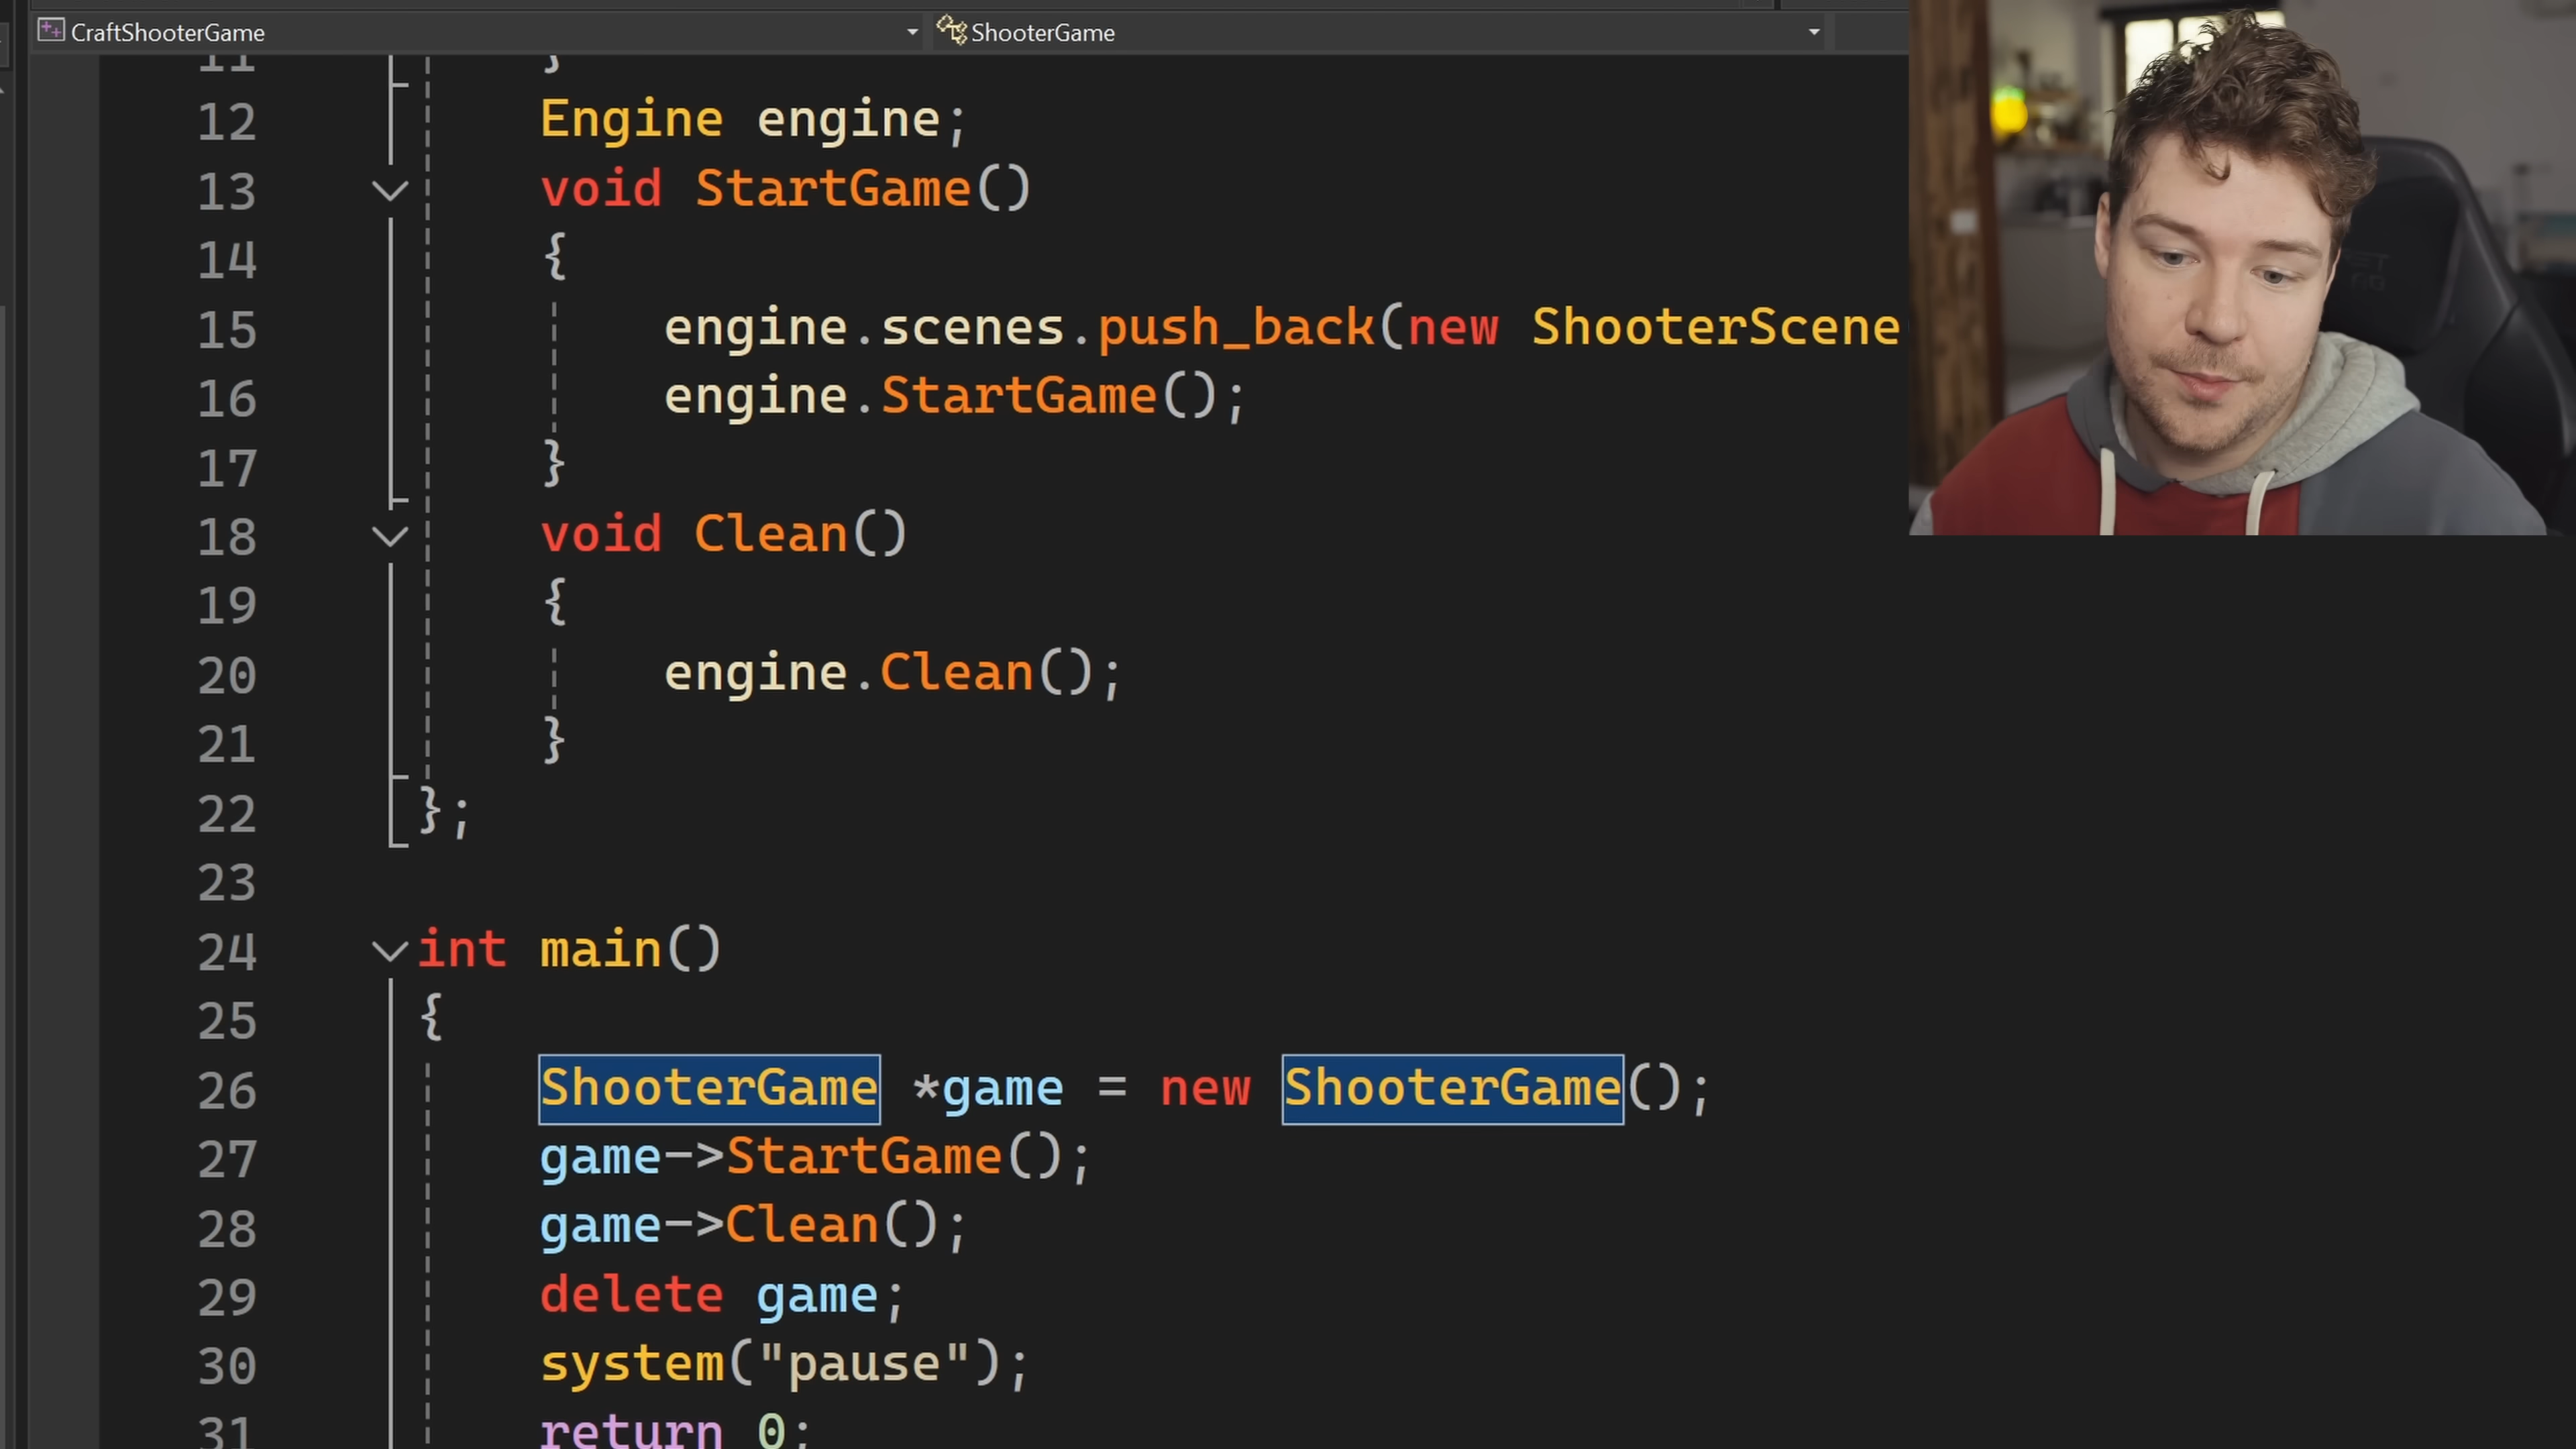 CraftShooterGame ShooterGame
11 }
12 Engine engine;
13 void StartGame()
14 {
15 engine.scenes.push_back(new ShooterScene
16 engine.StartGame();
17 }
18 void Clean()
19 {
20 engine.Clean();
21 }
22 };
23
24 int main()
25 {
26 ShooterGame *game = new ShooterGame();
27 game->StartGame();
28 game->Clean();
29 delete game;
30 system("pause");
31 return 0;